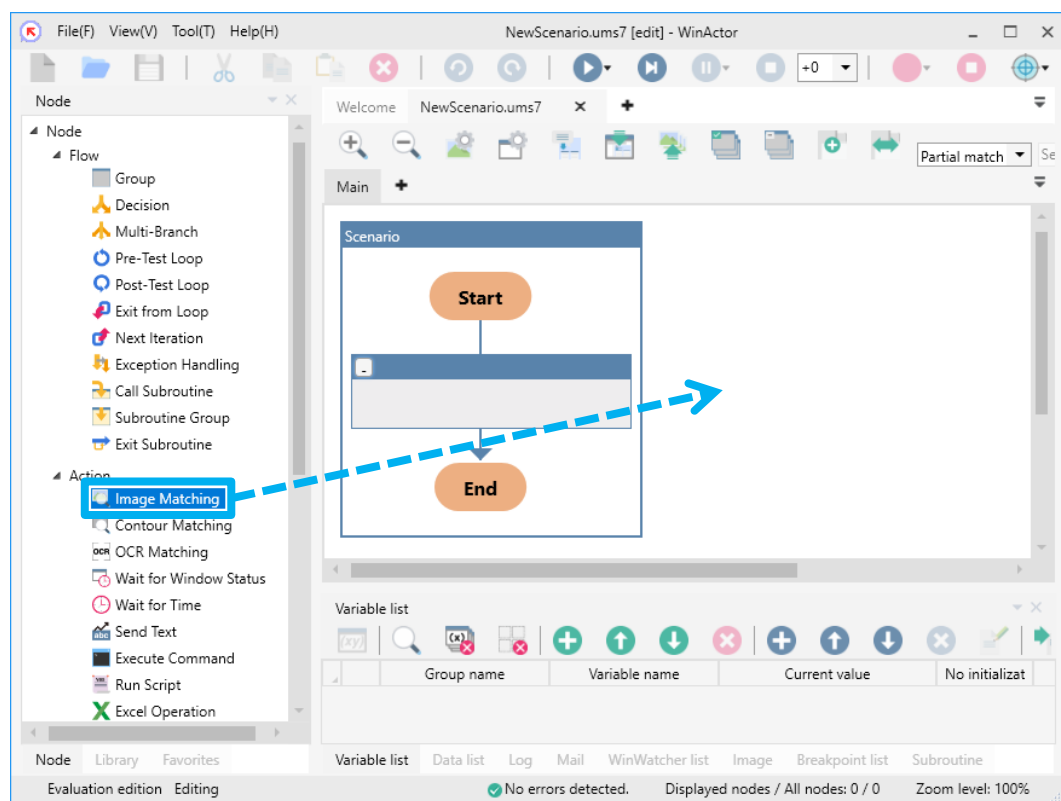 File(F) View(V) Tool(T) Help(H) NewScenario.ums7 [edit] - WinActor
+0
Node
Welcome NewScenario.ums7
Node
Flow
Group
Decision
Multi-Branch
Pre-Test Loop
Post-Test Loop
Exit from Loop
Next Iteration
Exception Handling
Call Subroutine
Subroutine Group
Exit Subroutine
Action
Image Matching
Contour Matching
OCR Matching
Wait for Window Status
Wait for Time
Send Text
Execute Command
Run Script
Excel Operation
Node Library Favorites
Partial match Se
Main
Scenario
Start
End
Variable list
Group name Variable name Current value No initializat
Variable list Data list Log Mail WinWatcher list Image Breakpoint list Subroutine
Evaluation edition Editing No errors detected. Displayed nodes / All nodes: 0 / 0 Zoom level: 100%